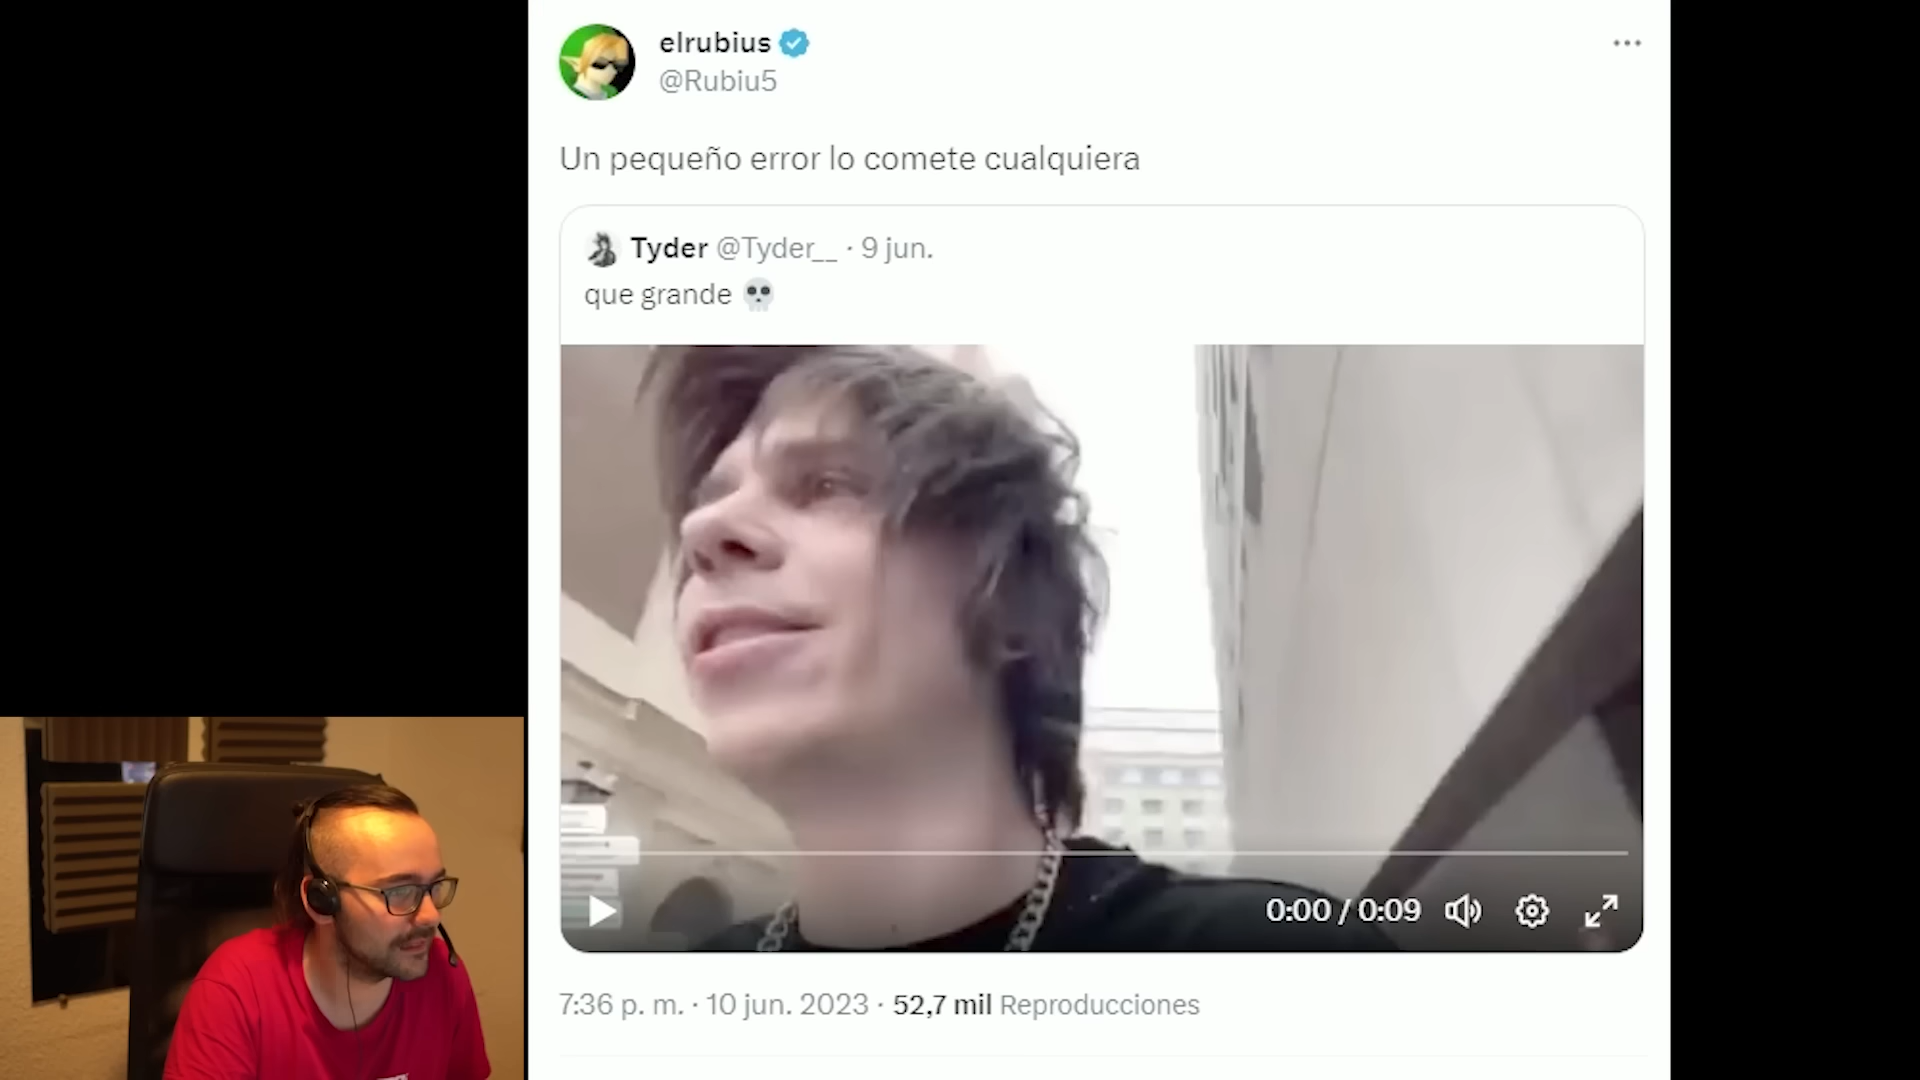 elrubius
@Rubiu5
Un pequeño error lo comete cualquiera
Tyder @Tyder__ · 9 jun.
que grande 💀
0:00 / 0:09
7:36 p. m. · 10 jun. 2023 · 52,7 mil Reproducciones